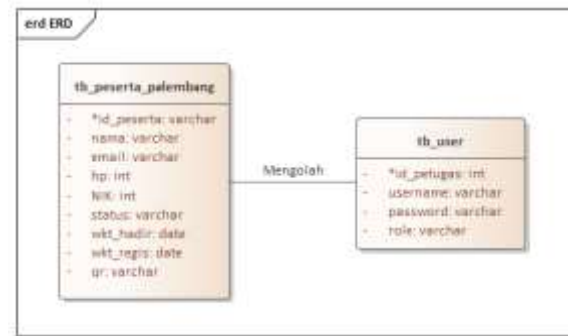 erd ERD
tb_peserta_palembang
- *id_peserta: varchar
- nama: varchar
- email: varchar
- hp: int
- NIK: int
- status: varchar
- wkt_hadir: date
- wkt_regis: date
- qr: varchar
Mengolah
tb_user
- *id_petugas: int
- username: varchar
- password: varchar
- role: varchar